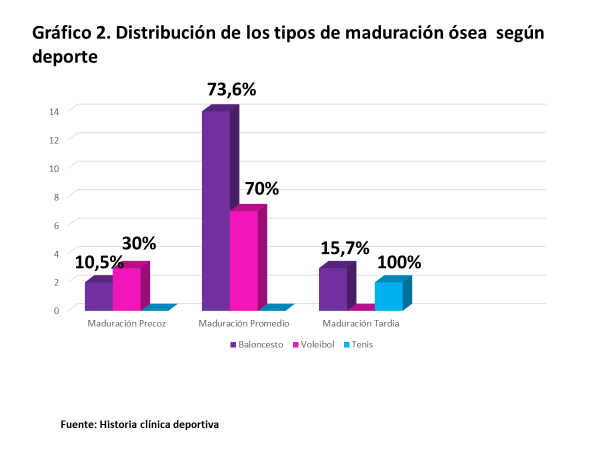 Gráfico 2. Distribución de los tipos de maduración ósea según
deporte
73,6%
14
12
10
8
70%
6
4
30%
15,7%
10,5%
100%
2
0
Maduración Precoz
Maduración Promedio
Maduración Tardia
Baloncesto
Voleibol
Tenis
Fuente: Historia clínica deportiva